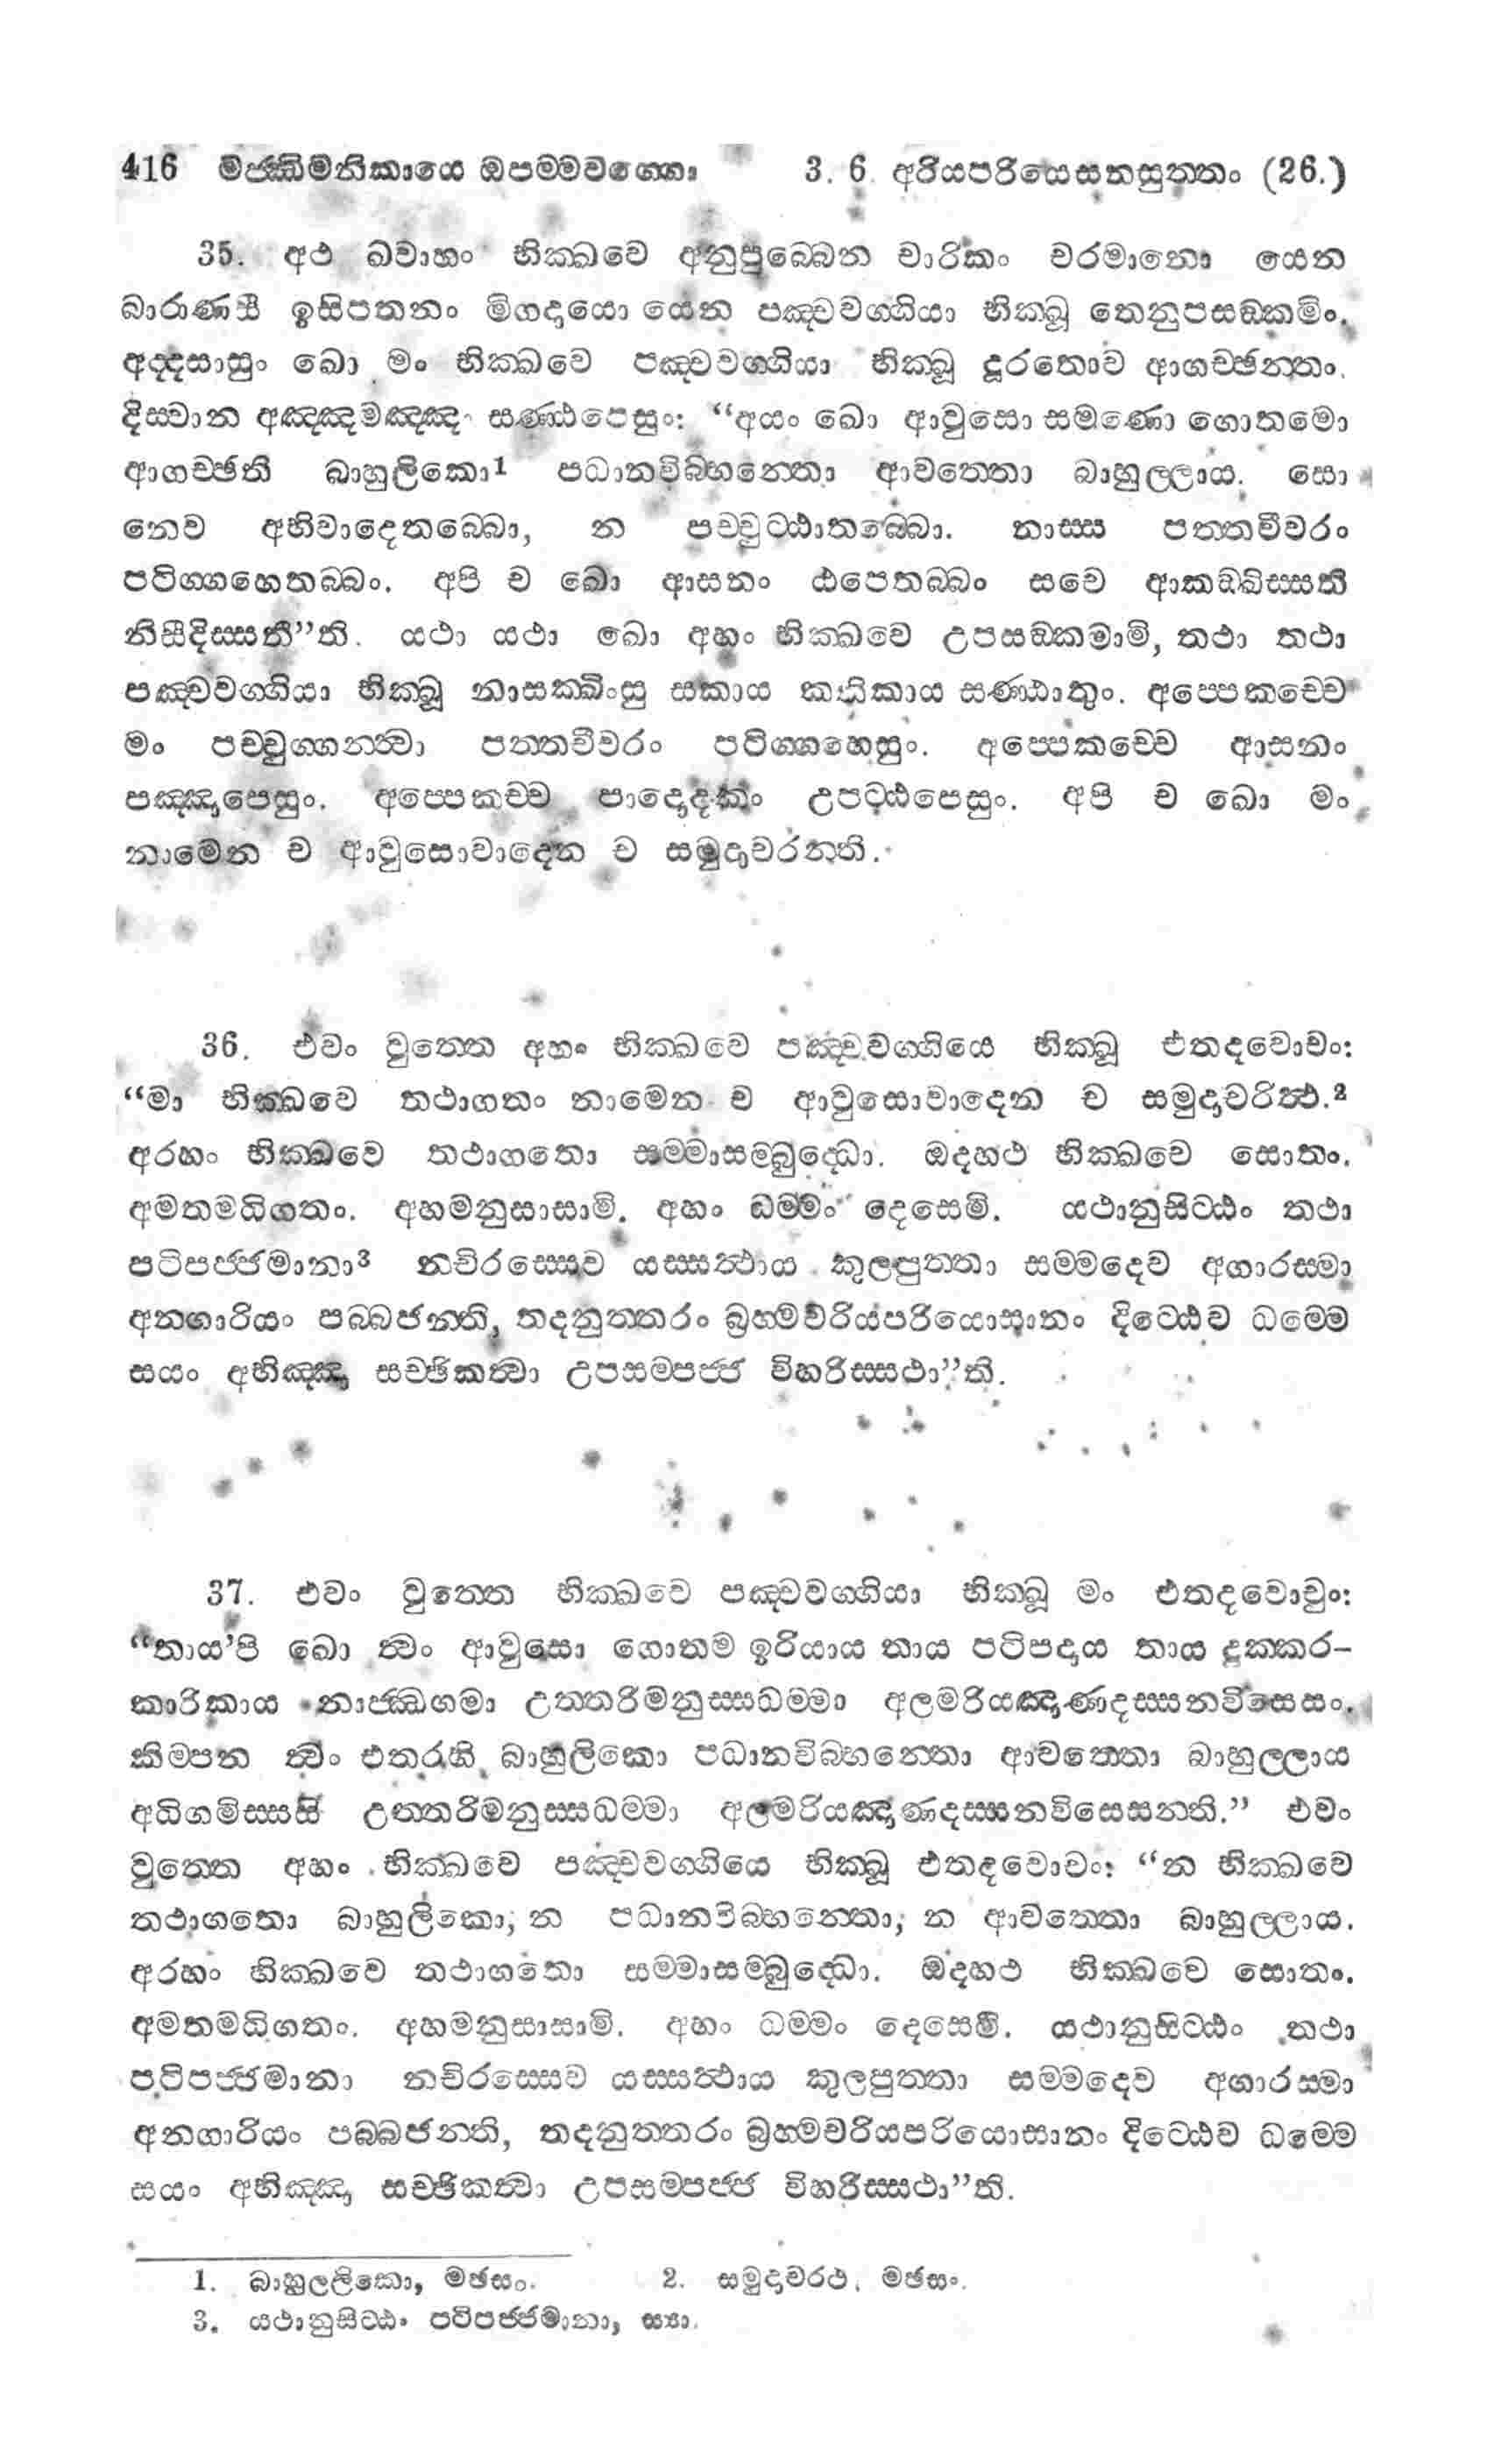 416 මජ්ඣිමනිකායෙ ඔපම්මවග්ගො 3. 6 අරියපරියෙසනසුත්තං (26.)
35. අථ ඛ්වාහං භික්ඛවෙ අනුපුබ්බෙන චාරිකං චරමානො යෙන
බාරාණසී ඉසිපතනං මිගදායො යෙන පඤ්චවග්ගියා භික්ඛූ තෙනුපසඞ්කමිං.
අද්දසාසුං ඛො මං භික්ඛවෙ පඤ්චවග්ගියා භික්ඛූ දූරතොව ආගච්ඡන්තං.
දිස්වාන අඤ්ඤමඤ්ඤං සණ්ඨපෙසුං: “අයං ඛො ආවුසො සමණො ගොතමො
ආගච්ඡති බාහුලිකො¹ පධානවිබ්භන්තො ආවත්තො බාහුල්ලාය. සො
නෙව අභිවාදෙතබ්බො, න පච්චුට්ඨාතබ්බො. නාස්ස පත්තචීවරං
පටිග්ගහෙතබ්බං. අපි ච ඛො ආසනං ඨපෙතබ්බං සචෙ ආකඞ්ඛිස්සති
නිසීදිස්සතී”ති. යථා යථා ඛො අහං භික්ඛවෙ උපසඞ්කමාමි, තථා තථා
පඤ්චවග්ගියා භික්ඛූ නාසක්ඛිංසු සකාය කතිකාය සණ්ඨාතුං. අප්පෙකච්චෙ
මං පච්චුග්ගන්ත්වා පත්තචීවරං පටිග්ගහෙසුං. අප්පෙකච්චෙ ආසනං
පඤ්ඤාපෙසුං. අප්පෙකච්චෙ පාදොදකං උපට්ඨපෙසුං. අපි ච ඛො මං
නාමෙන ච ආවුසොවාදෙන ච සමුදාචරන්ති.
36. එවං වුත්තෙ අහං භික්ඛවෙ පඤ්චවග්ගියෙ භික්ඛූ එතදවොචං:
“මා භික්ඛවෙ තථාගතං නාමෙන ච ආවුසොවාදෙන ච සමුදාචරිත්ථ.²
අරහං භික්ඛවෙ තථාගතො සම්මාසම්බුද්ධො. ඔදහථ භික්ඛවෙ සොතං.
අමතමධිගතං. අහමනුසාසාමි. අහං ධම්මං දෙසෙමි. යථානුසිට්ඨං තථා
පටිපජ්ජමානා³ නචිරස්සෙව යස්සත්ථාය කුලපුත්තා සම්මදෙව අගාරස්මා
අනගාරියං පබ්බජන්ති, තදනුත්තරං බ්‍රහ්මචරියපරියොසානං දිට්ඨෙව ධම්මෙ
සයං අභිඤ්ඤා සච්ඡිකත්වා උපසම්පජ්ජ විහරිස්සථා”ති.
37. එවං වුත්තෙ භික්ඛවෙ පඤ්චවග්ගියා භික්ඛූ මං එතදවොචුං:
“තාය’පි ඛො ත්වං ආවුසො ගොතම ඉරියාය තාය පටිපදාය තාය දුක්කර–
කාරිකාය නාජ්ඣගමා උත්තරිමනුස්සධම්මා අලමරියඤාණදස්සනවිසෙසං.
කිම්පන ත්වං එතරහි බාහුලිකො පධානවිබ්භන්තො ආවත්තො බාහුල්ලාය
අධිගමිස්සසි උත්තරිමනුස්සධම්මා අලමරියඤාණදස්සනවිසෙසන්ති.” එවං
වුත්තෙ අහං භික්ඛවෙ පඤ්චවග්ගියෙ භික්ඛූ එතදවොචං: “න භික්ඛවෙ
තථාගතො බාහුලිකො, න පධානවිබ්භන්තො, න ආවත්තො බාහුල්ලාය.
අරහං භික්ඛවෙ තථාගතො සම්මාසම්බුද්ධො. ඔදහථ භික්ඛවෙ සොතං.
අමතමධිගතං. අහමනුසාසාමි. අහං ධම්මං දෙසෙමි. යථානුසිට්ඨං තථා
පටිපජ්ජමානා නචිරස්සෙව යස්සත්ථාය කුලපුත්තා සම්මදෙව අගාරස්මා
අනගාරියං පබ්බජන්ති, තදනුත්තරං බ්‍රහ්මචරියපරියොසානං දිට්ඨෙව ධම්මෙ
සයං අභිඤ්ඤා සච්ඡිකත්වා උපසම්පජ්ජ විහරිස්සථා”ති.
1. බාහුල්ලිකො, මඡසං. 2. සමුදාචරථ, මඡසං.
3. යථානුසිට්ඨං පටිපජ්ජමානා, ස්‍යා.